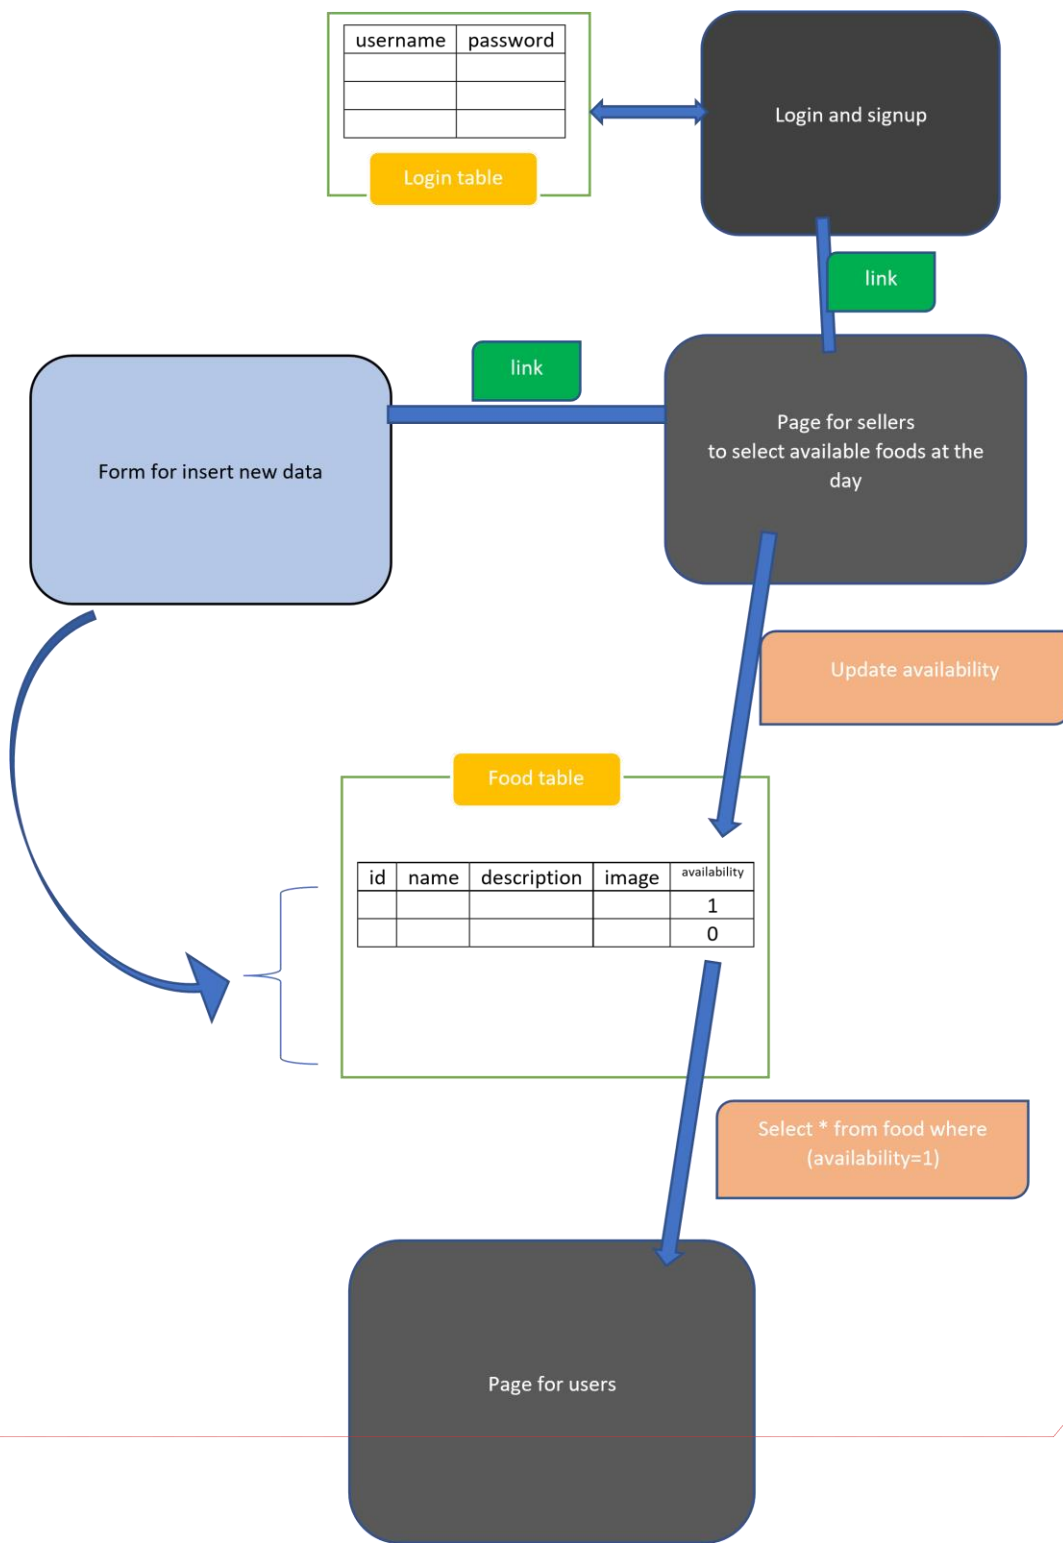 username password
Login table
Login and signup
link
link
Form for insert new data
Page for sellers
to select available foods at the
day
Update availability
Food table
id name description image availability
1
0
Select * from food where
(availability=1)
Page for users